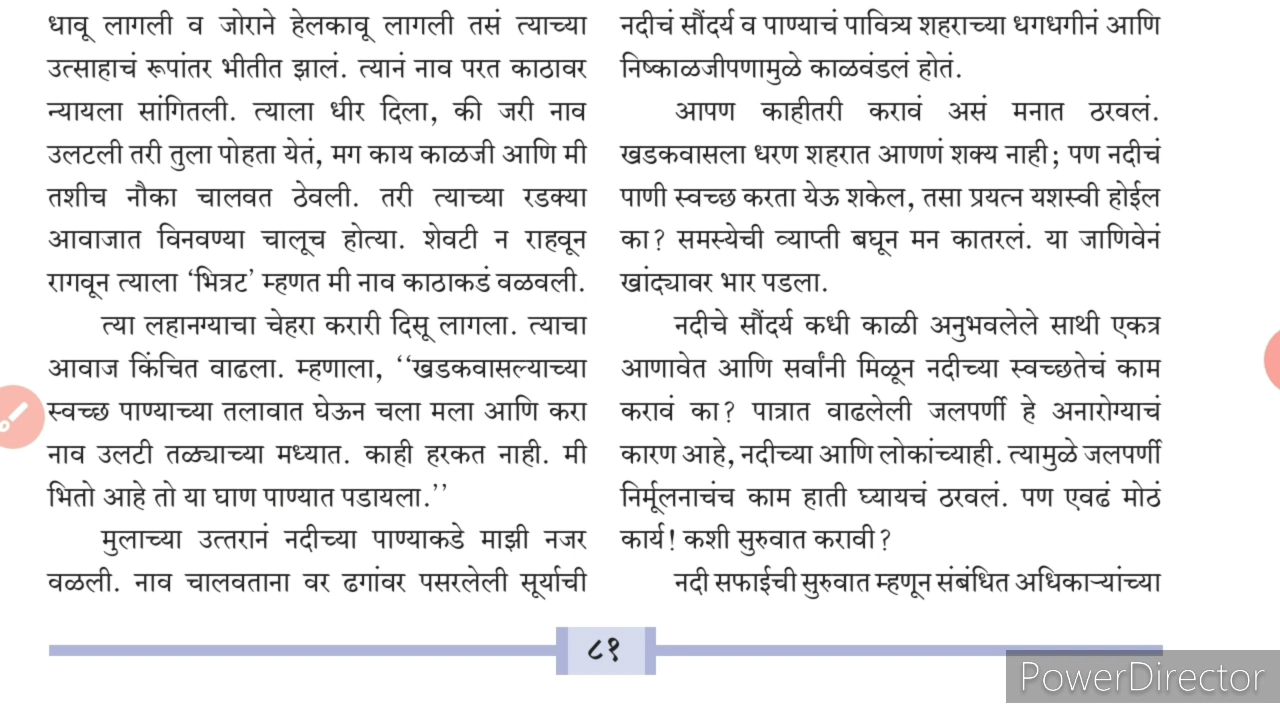 धावू लागली व जोराने हेलकावू लागली तसं त्याच्या
उत्साहाचं रूपांतर भीतीत झालं. त्यानं नाव परत काठावर
न्यायला सांगितली. त्याला धीर दिला, की जरी नाव
उलटली तरी तुला पोहता येतं, मग काय काळजी आणि मी
तशीच नौका चालवत ठेवली. तरी त्याच्या रडक्या
आवाजात विनवण्या चालूच होत्या. शेवटी न राहवून
रागवून त्याला ‘भित्रट’ म्हणत मी नाव काठाकडं वळवली.
त्या लहानग्याचा चेहरा करारी दिसू लागला. त्याचा
आवाज किंचित वाढला. म्हणाला, ‘‘खडकवासल्याच्या
स्वच्छ पाण्याच्या तलावात घेऊन चला मला आणि करा
नाव उलटी तळ्याच्या मध्यात. काही हरकत नाही. मी
भितो आहे तो या घाण पाण्यात पडायला.’’
मुलाच्या उत्तरानं नदीच्या पाण्याकडे माझी नजर
वळली. नाव चालवताना वर ढगांवर पसरलेली सूर्याची
नदीचं सौंदर्य व पाण्याचं पावित्र्य शहराच्या धगधगीनं आणि
निष्काळजीपणामुळे काळवंडलं होतं.
आपण काहीतरी करावं असं मनात ठरवलं.
खडकवासला धरण शहरात आणणं शक्य नाही; पण नदीचं
पाणी स्वच्छ करता येऊ शकेल, तसा प्रयत्न यशस्वी होईल
का? समस्येची व्याप्ती बघून मन कातरलं. या जाणिवेनं
खांद्यावर भार पडला.
नदीचे सौंदर्य कधी काळी अनुभवलेले साथी एकत्र
आणावेत आणि सर्वांनी मिळून नदीच्या स्वच्छतेचं काम
करावं का? पात्रात वाढलेली जलपर्णी हे अनारोग्याचं
कारण आहे, नदीच्या आणि लोकांच्याही. त्यामुळे जलपर्णी
निर्मूलनाचंच काम हाती घ्यायचं ठरवलं. पण एवढं मोठं
कार्य! कशी सुरुवात करावी?
नदी सफाईची सुरुवात म्हणून संबंधित अधिकाऱ्यांच्या
८१
PowerDirector